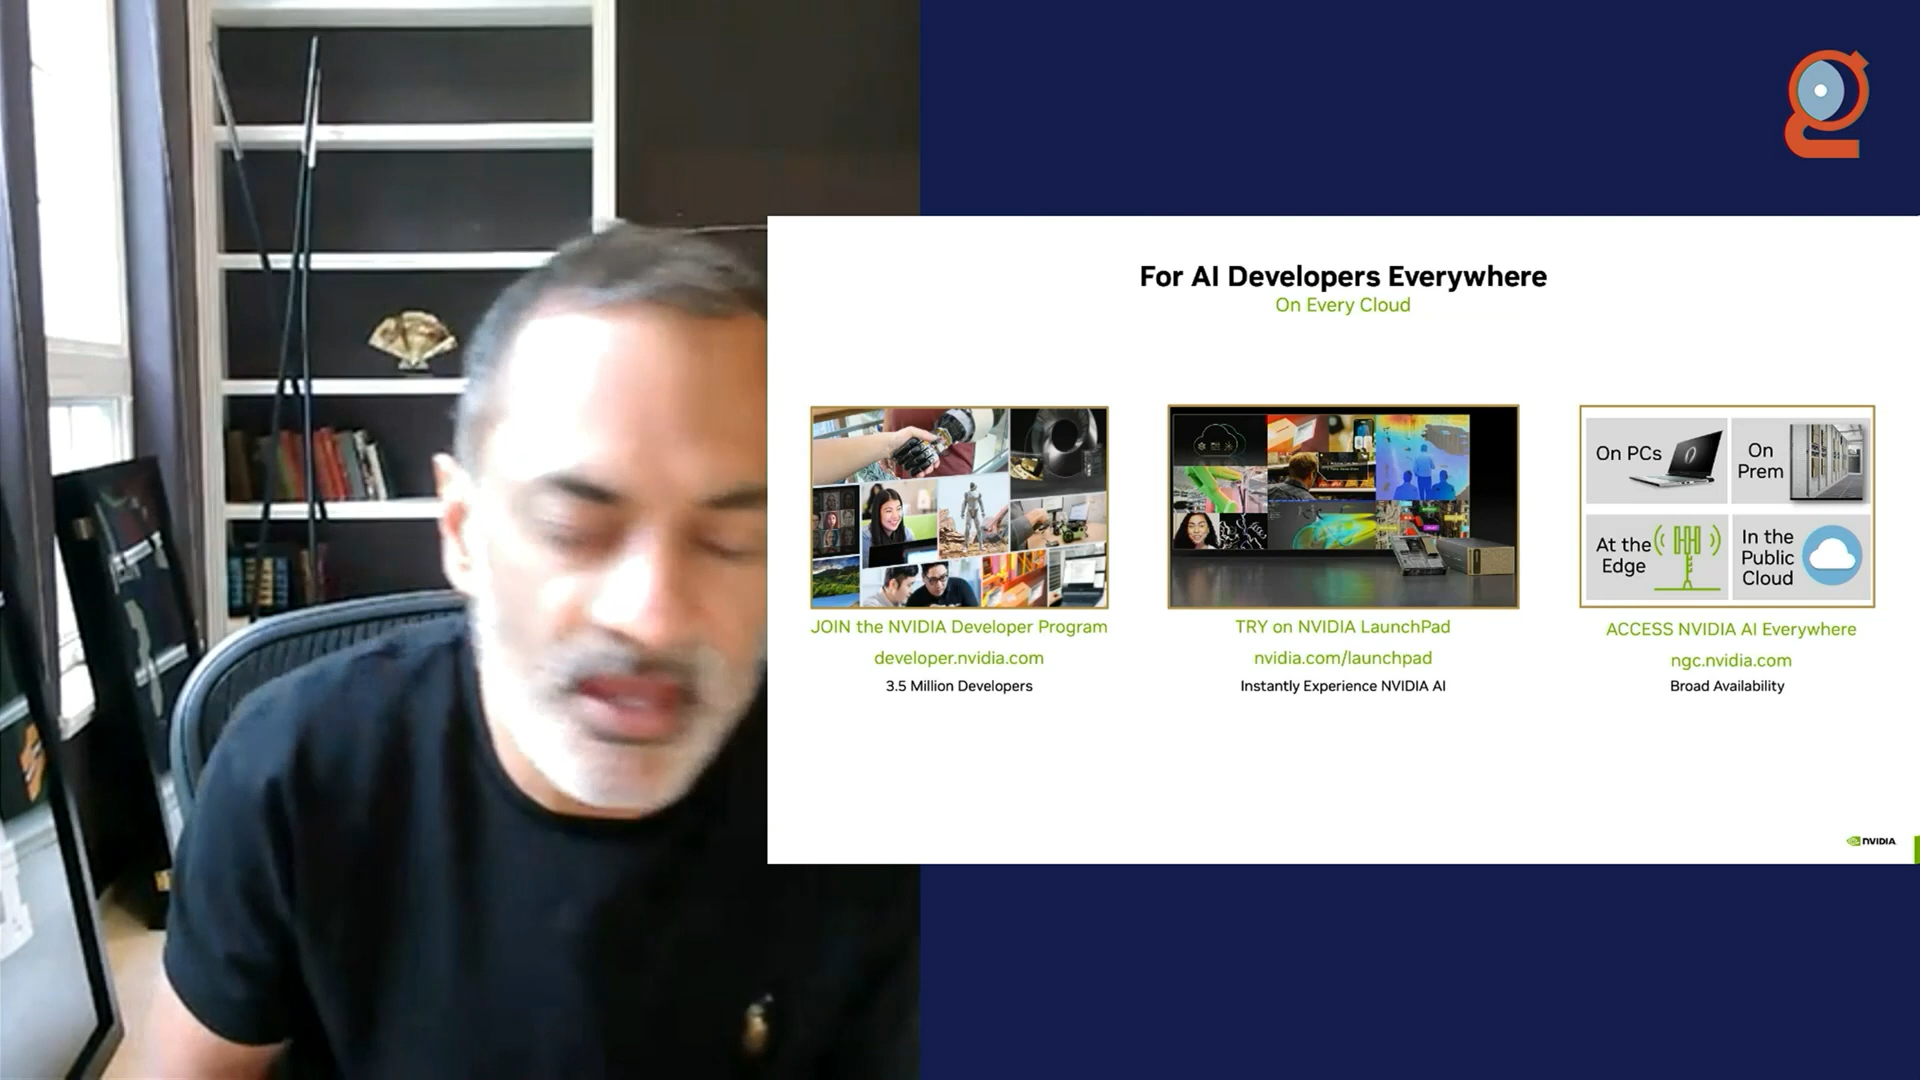 For AI Developers Everywhere
On Every Cloud
On PCs
On
Prem
At the
Edge
In the
Public
Cloud
JOIN the NVIDIA Developer Program
developer.nvidia.com
3.5 Million Developers
TRY on NVIDIA LaunchPad
nvidia.com/launchpad
Instantly Experience NVIDIA AI
ACCESS NVIDIA AI Everywhere
ngc.nvidia.com
Broad Availability
NVIDIA